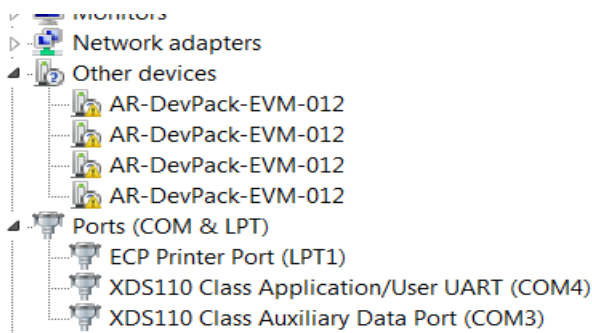 Monitors
Network adapters
Other devices
AR-DevPack-EVM-012
AR-DevPack-EVM-012
AR-DevPack-EVM-012
AR-DevPack-EVM-012
Ports (COM & LPT)
ECP Printer Port (LPT1)
XDS110 Class Application/User UART (COM4)
XDS110 Class Auxiliary Data Port (COM3)